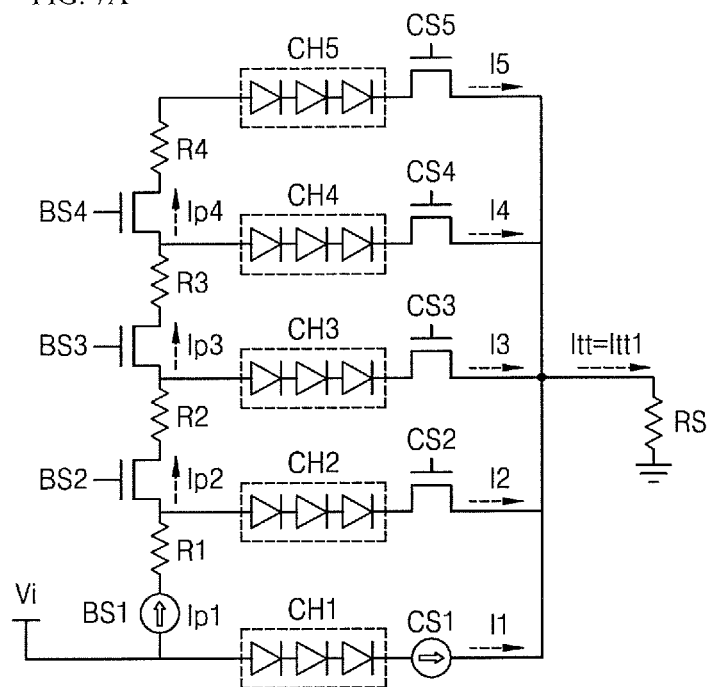 FIG. 7A
CS5
CH5
I5
R4
CS4
BS4
Ip4
CH4
I4
R3
CS3
BS3
Ip3
CH3
I3
Itt=Itt1
R2
CS2
RS
BS2
Ip2
CH2
I2
R1
Vi
BS1
Ip1
CH1
CS1
I1